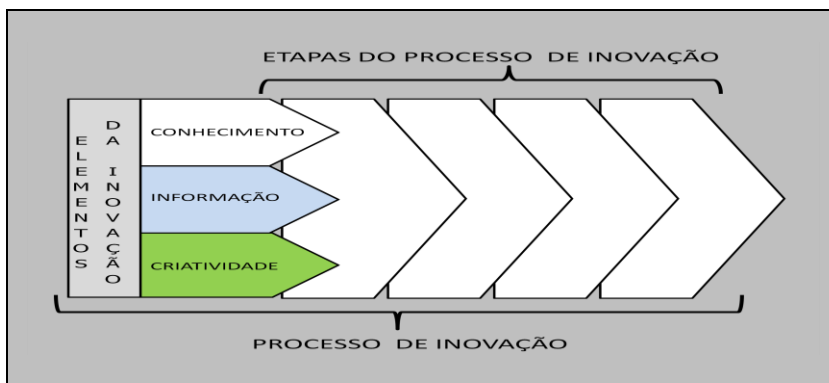 ETAPAS DO PROCESSO DE INOVAÇÃO
ELEMENTOS
DA INOVAÇÃO
CONHECIMENTO
INFORMAÇÃO
CRIATIVIDADE
PROCESSO DE INOVAÇÃO